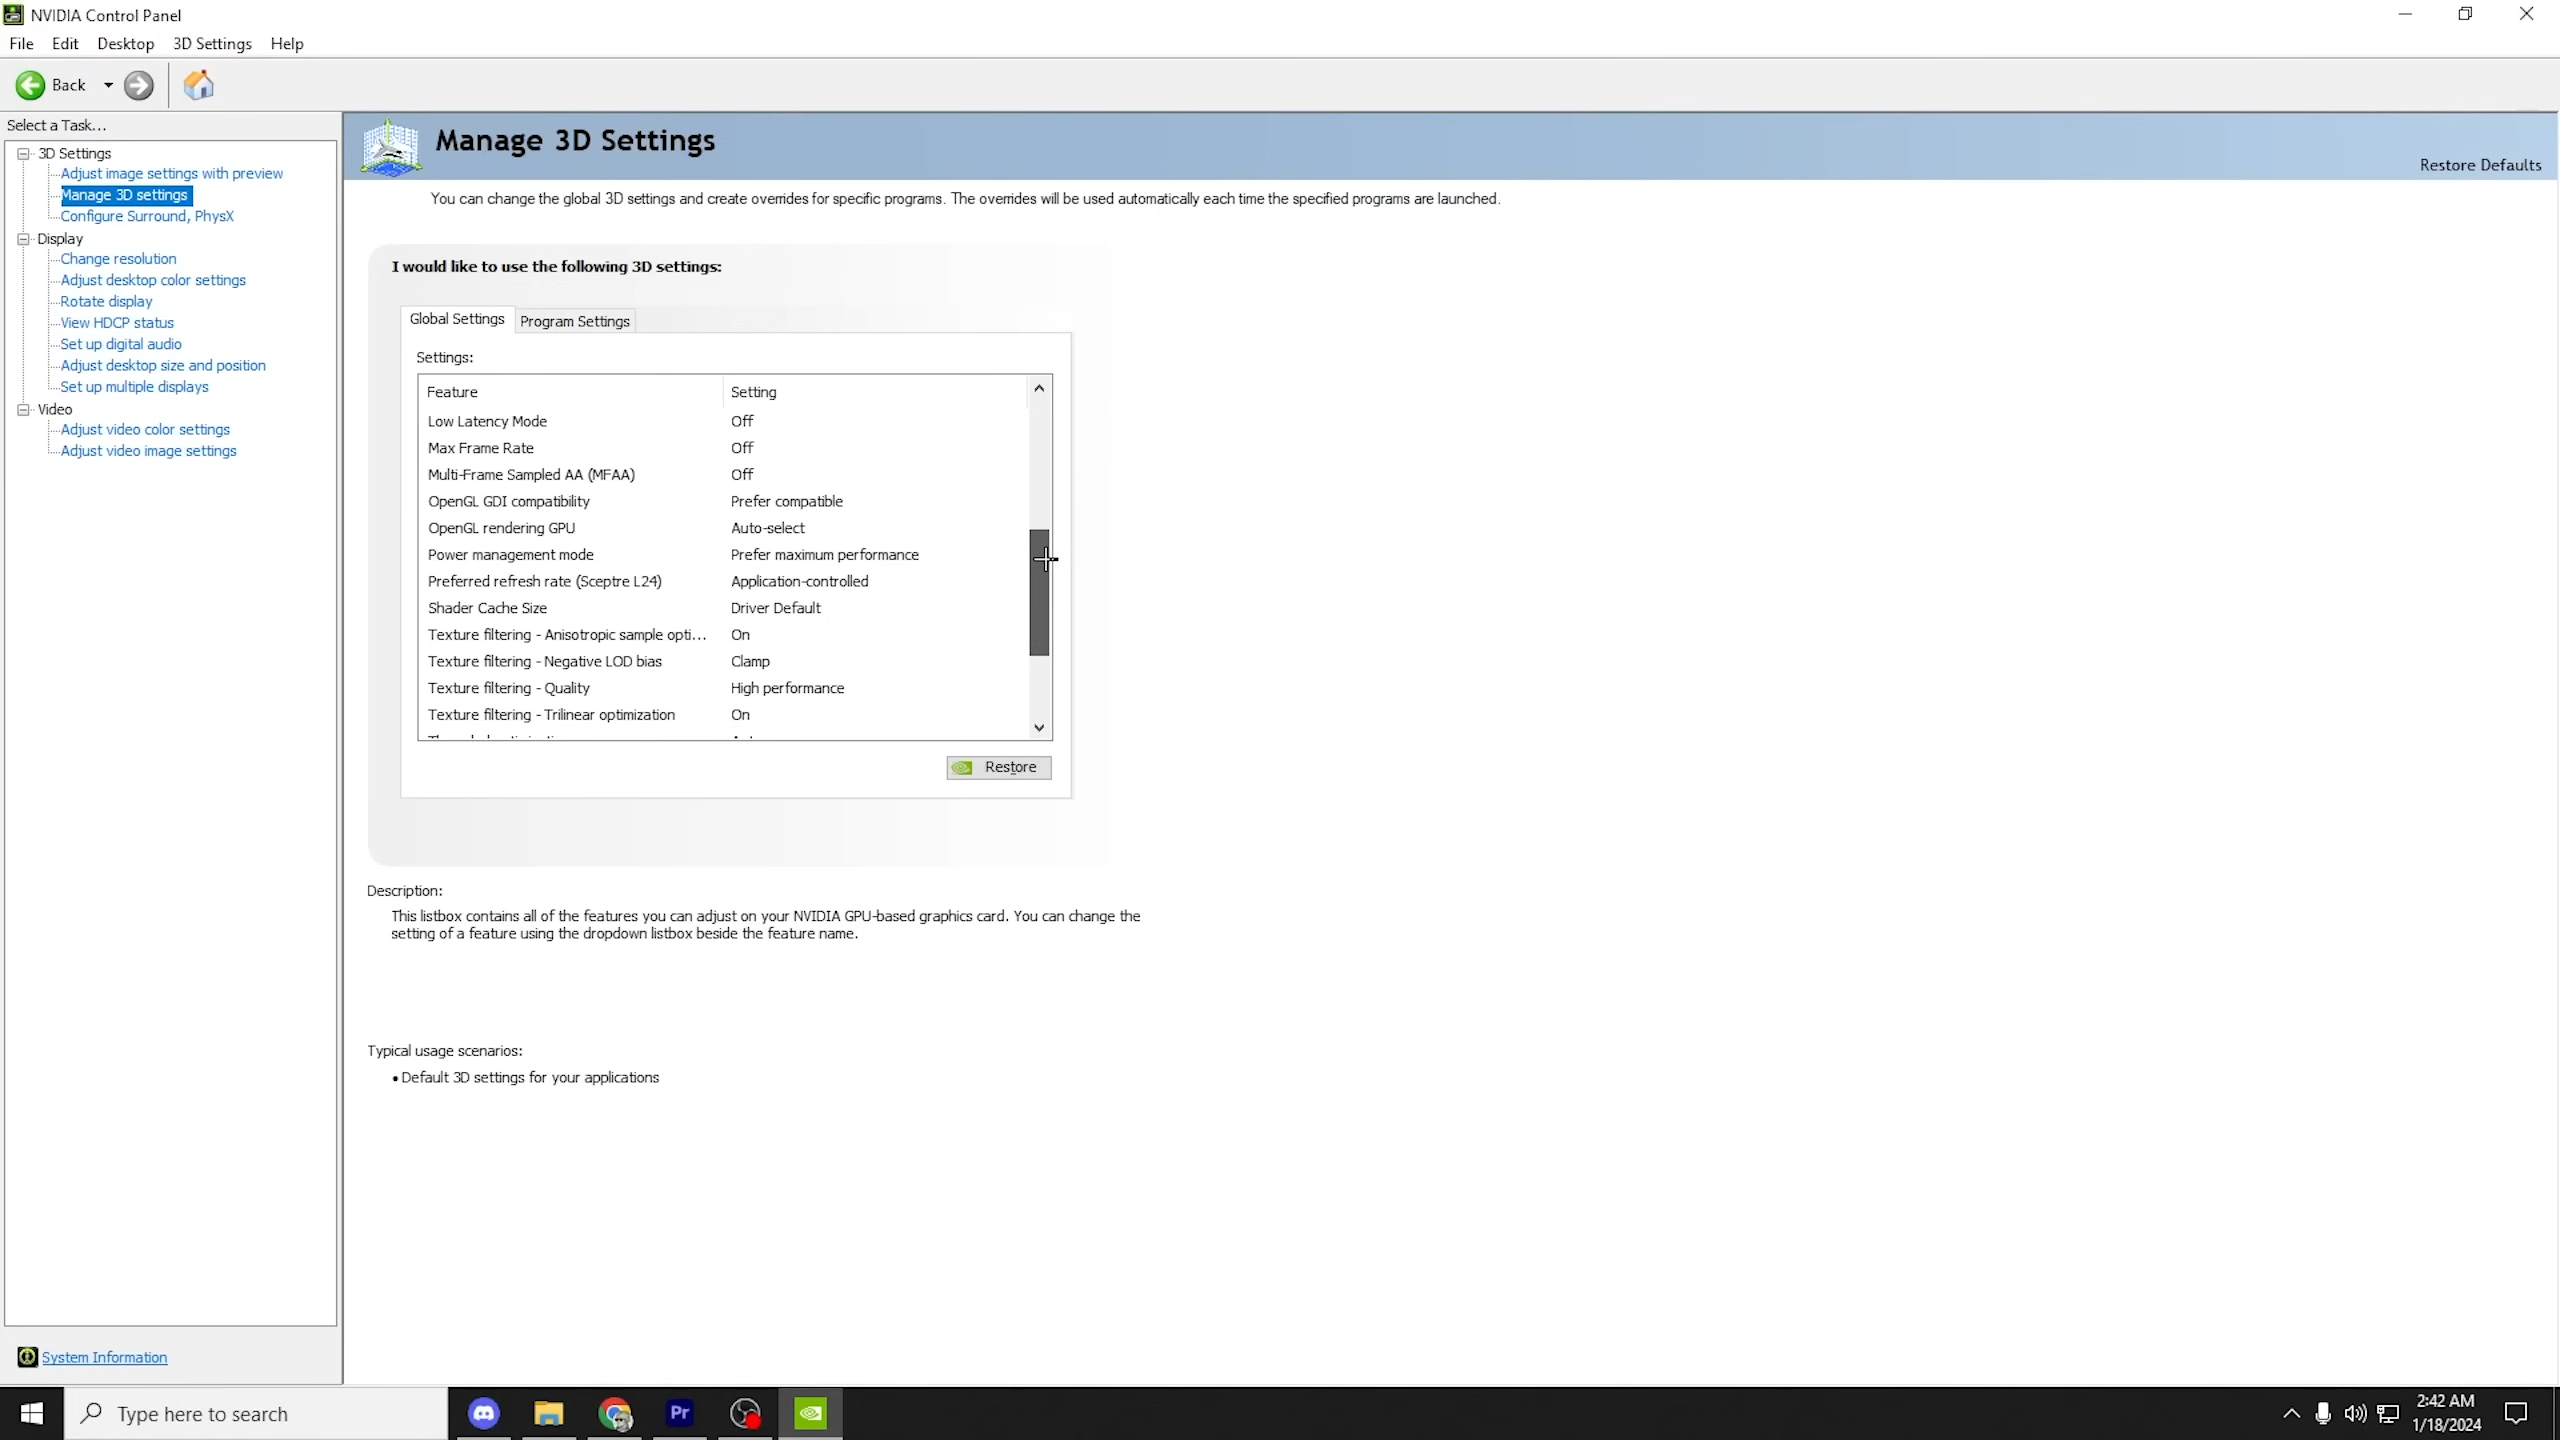 NVIDIA Control Panel
File Edit Desktop 3D Settings Help
Back
Select a Task...
3D Settings
Adjust image settings with preview
Manage 3D settings
Configure Surround, PhysX
Display
Change resolution
Adjust desktop color settings
Rotate display
View HDCP status
Set up digital audio
Adjust desktop size and position
Set up multiple displays
Video
Adjust video color settings
Adjust video image settings
System Information
Manage 3D Settings
Restore Defaults
You can change the global 3D settings and create overrides for specific programs. The overrides will be used automatically each time the specified programs are launched.
I would like to use the following 3D settings:
Global Settings Program Settings
Settings:
Feature Setting
Low Latency Mode Off
Max Frame Rate Off
Multi-Frame Sampled AA (MFAA) Off
OpenGL GDI compatibility Prefer compatible
OpenGL rendering GPU Auto-select
Power management mode Prefer maximum performance
Preferred refresh rate (Sceptre L24) Application-controlled
Shader Cache Size Driver Default
Texture filtering - Anisotropic sample opti... On
Texture filtering - Negative LOD bias Clamp
Texture filtering - Quality High performance
Texture filtering - Trilinear optimization On
Restore
Description:
This listbox contains all of the features you can adjust on your NVIDIA GPU-based graphics card. You can change the
setting of a feature using the dropdown listbox beside the feature name.
Typical usage scenarios:
• Default 3D settings for your applications
Type here to search
Pr
2:42 AM
1/18/2024